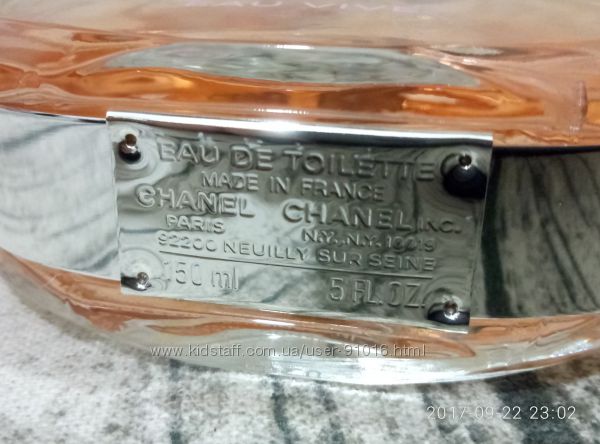 EAU DE TOILETTE
MADE IN FRANCE
CHANEL CHANEL INC.
PARIS N.Y., N.Y. 10019
92200 NEUILLY SUR SEINE
150 ml 5 FL.OZ.
www.kidstaff.com.ua/user-91016.html
2017-09-22 23:02